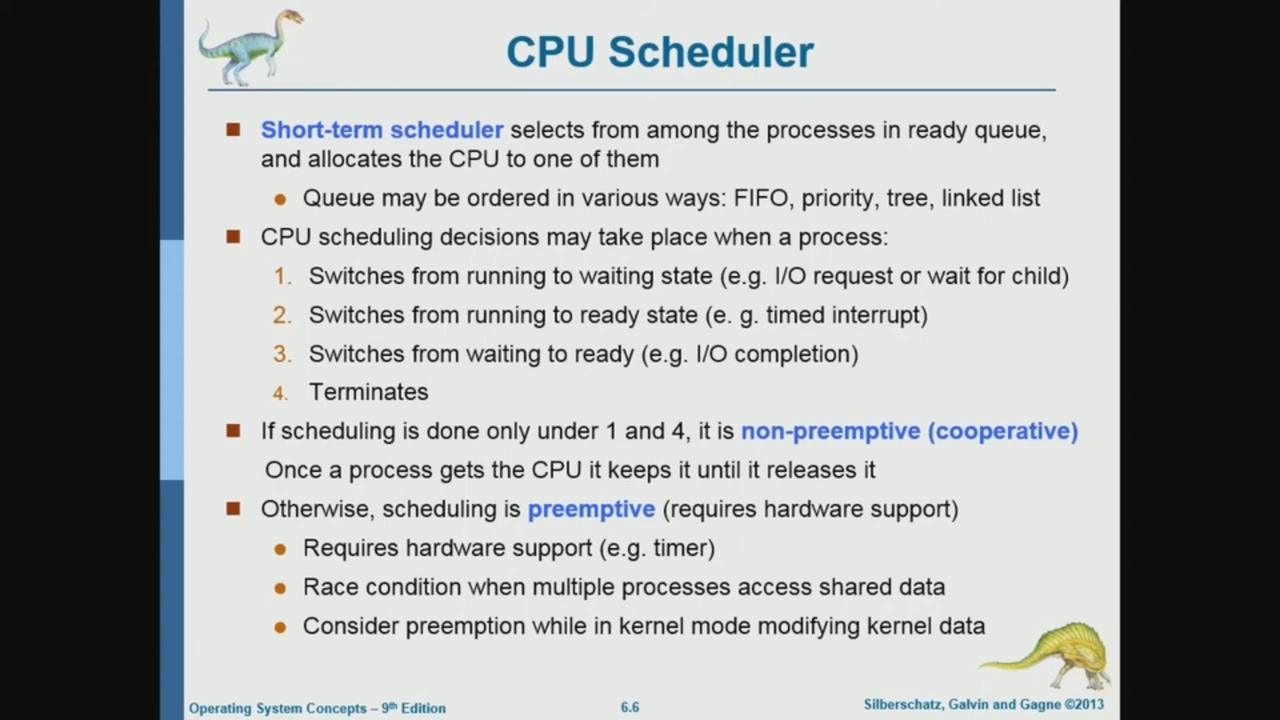 CPU Scheduler
■ Short-term scheduler selects from among the processes in ready queue,
and allocates the CPU to one of them
● Queue may be ordered in various ways: FIFO, priority, tree, linked list
■ CPU scheduling decisions may take place when a process:
1. Switches from running to waiting state (e.g. I/O request or wait for child)
2. Switches from running to ready state (e. g. timed interrupt)
3. Switches from waiting to ready (e.g. I/O completion)
4. Terminates
■ If scheduling is done only under 1 and 4, it is non-preemptive (cooperative)
Once a process gets the CPU it keeps it until it releases it
■ Otherwise, scheduling is preemptive (requires hardware support)
● Requires hardware support (e.g. timer)
● Race condition when multiple processes access shared data
● Consider preemption while in kernel mode modifying kernel data
Operating System Concepts – 9th Edition
6.6
Silberschatz, Galvin and Gagne ©2013